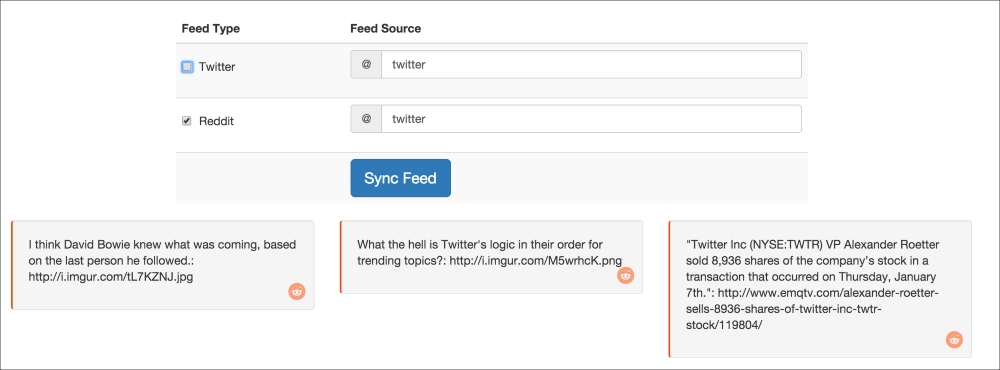 Feed Type Feed Source
Twitter @ twitter
Reddit @ twitter
Sync Feed
I think David Bowie knew what was coming, based
on the last person he followed.:
http://i.imgur.com/tL7KZNJ.jpg
What the hell is Twitter's logic in their order for
trending topics?: http://i.imgur.com/M5wrhcK.png
"Twitter Inc (NYSE:TWTR) VP Alexander Roetter
sold 8,936 shares of the company's stock in a
transaction that occurred on Thursday, January
7th.": http://www.emqtv.com/alexander-roetter-
sells-8936-shares-of-twitter-inc-twtr-
stock/119804/